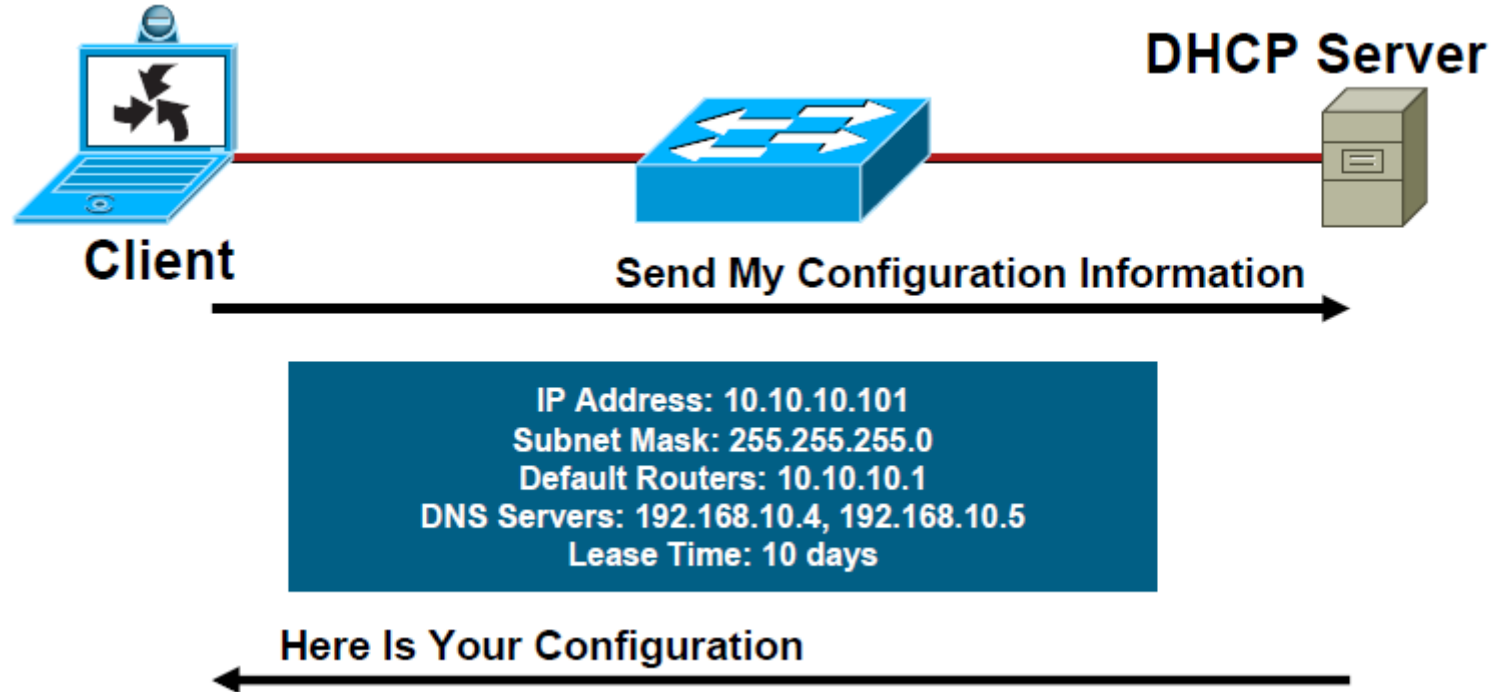 DHCP Server
Client
Send My Configuration Information
IP Address: 10.10.10.101
Subnet Mask: 255.255.255.0
Default Routers: 10.10.10.1
DNS Servers: 192.168.10.4, 192.168.10.5
Lease Time: 10 days
Here Is Your Configuration